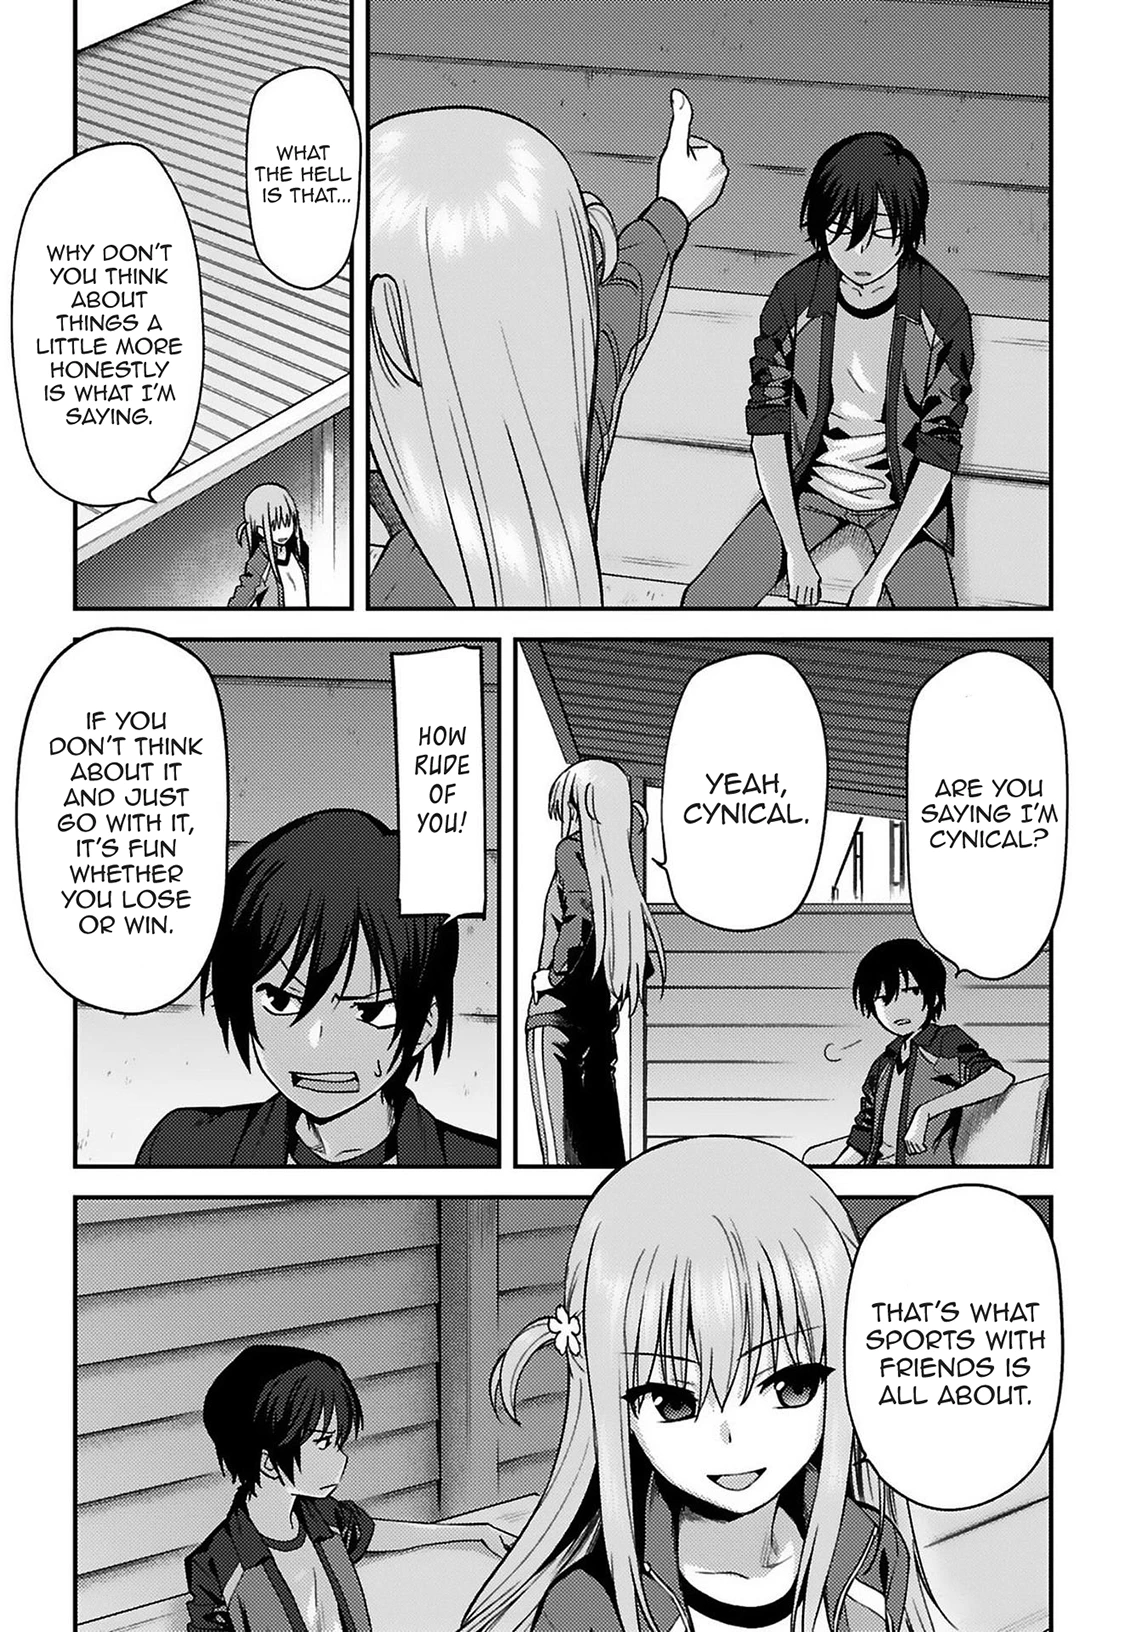 WHAT
THE HELL
IS THAT...
WHY DON'T
YOU THINK
ABOUT
THINGS A
LITTLE MORE
HONESTLY
IS WHAT I'M
SAYING.
ARE YOU
SAYING I'M
CYNICAL?
YEAH,
CYNICAL.
HOW
RUDE
OF
YOU!
IF YOU
DON'T THINK
ABOUT IT
AND JUST
GO WITH IT,
IT'S FUN
WHETHER
YOU LOSE
OR WIN.
THAT'S WHAT
SPORTS WITH
FRIENDS IS
ALL ABOUT.